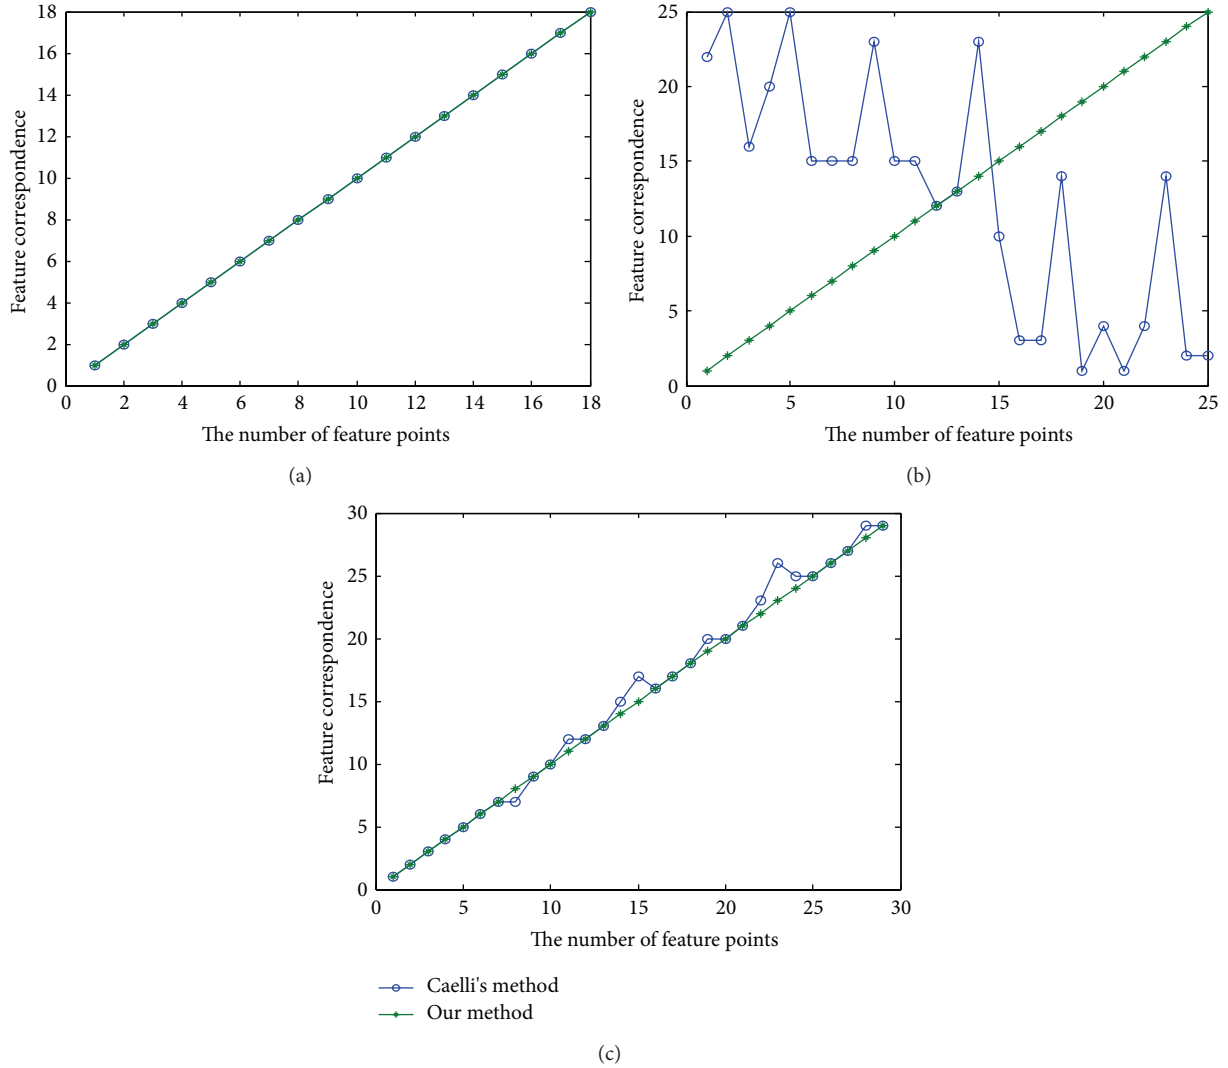 18
16
14
12
10
8
6
4
2
0
Feature correspondence
0 2 4 6 8 10 12 14 16 18
The number of feature points
(a)
25
20
15
10
5
0
Feature correspondence
0 5 10 15 20 25
The number of feature points
(b)
30
25
20
15
10
5
0
Feature correspondence
0 5 10 15 20 25 30
The number of feature points
Caelli's method
Our method
(c)